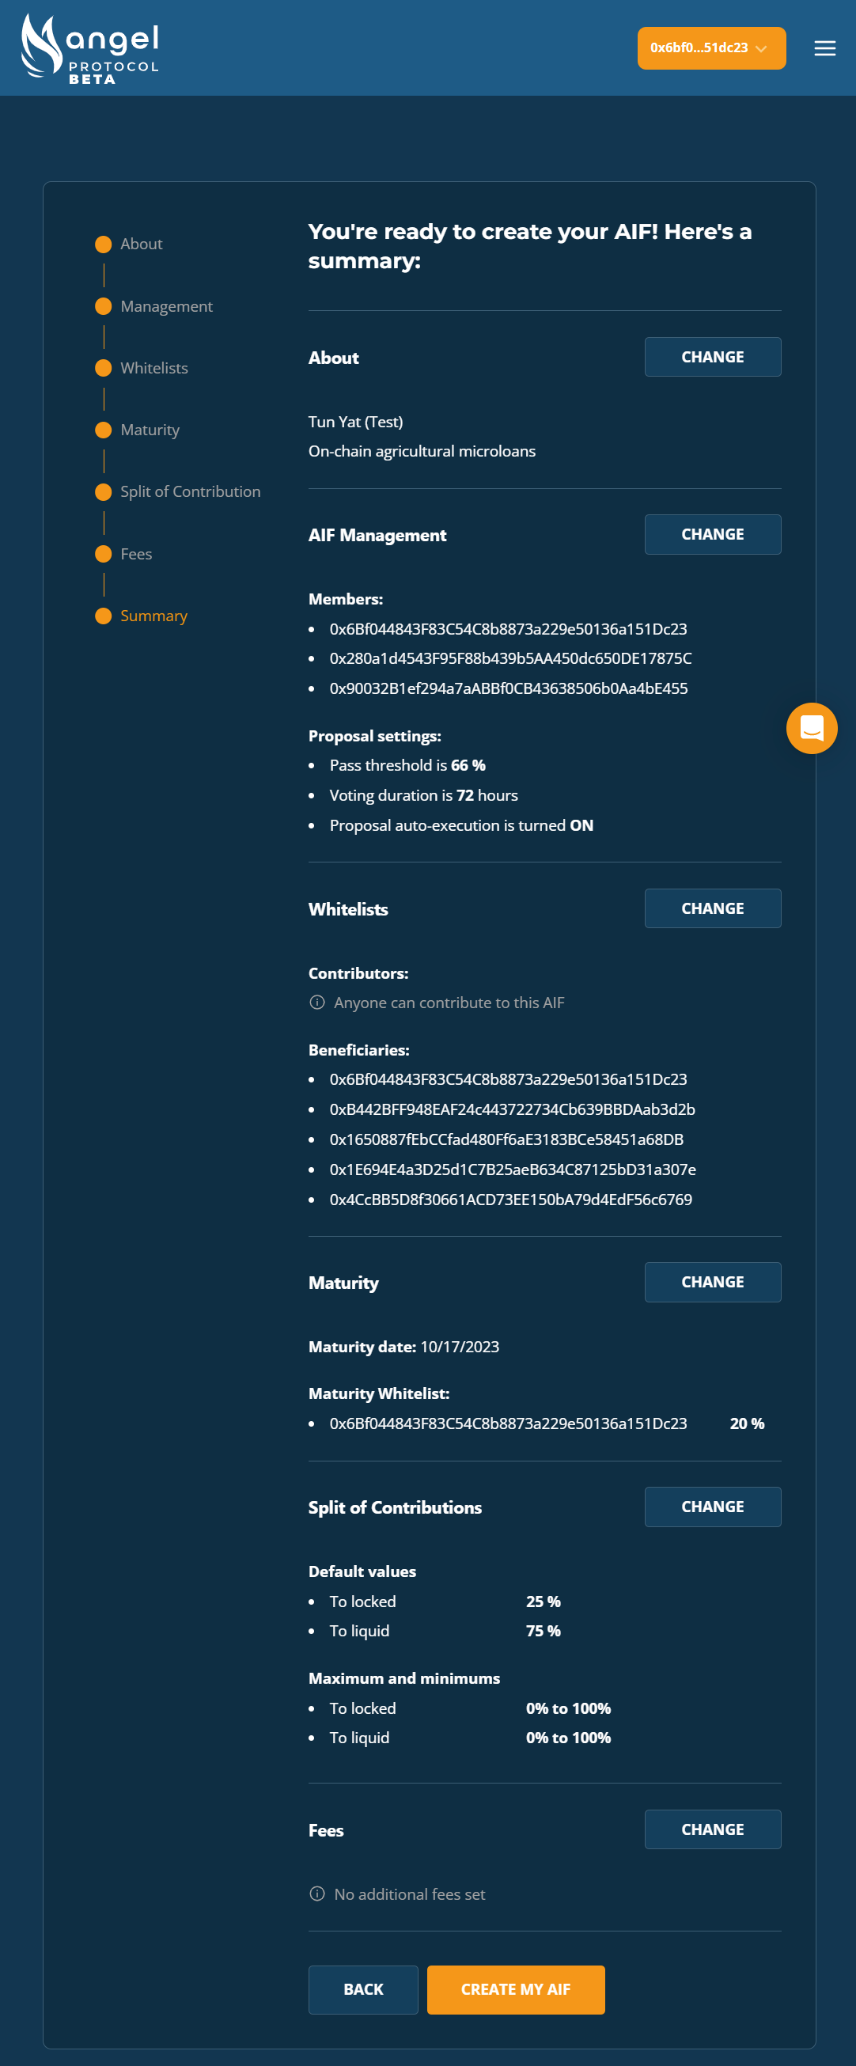 angel
PROTOCOL
BETA
0x6bf0...51dc23
About
Management
Whitelists
Maturity
Split of Contribution
Fees
Summary
You're ready to create your AIF! Here's a
summary:
About
CHANGE
Tun Yat (Test)
On-chain agricultural microloans
AIF Management
CHANGE
Members:
• 0x6Bf044843F83C54C8b8873a229e50136a151Dc23
• 0x280a1d4543F95F88b439b5AA450dc650DE17875C
• 0x90032B1ef294a7aABBf0CB43638506b0Aa4bE455
Proposal settings:
• Pass threshold is 66 %
• Voting duration is 72 hours
• Proposal auto-execution is turned ON
Whitelists
CHANGE
Contributors:
Anyone can contribute to this AIF
Beneficiaries:
• 0x6Bf044843F83C54C8b8873a229e50136a151Dc23
• 0xB442BFF948EAF24c443722734Cb639BBDAab3d2b
• 0x1650887fEbCCfad480Ff6aE3183BCe58451a68DB
• 0x1E694E4a3D25d1C7B25aeB634C87125bD31a307e
• 0x4CcBB5D8f30661ACD73EE150bA79d4EdF56c6769
Maturity
CHANGE
Maturity date: 10/17/2023
Maturity Whitelist:
• 0x6Bf044843F83C54C8b8873a229e50136a151Dc23 20 %
Split of Contributions
CHANGE
Default values
• To locked 25 %
• To liquid 75 %
Maximum and minimums
• To locked 0% to 100%
• To liquid 0% to 100%
Fees
CHANGE
No additional fees set
BACK
CREATE MY AIF